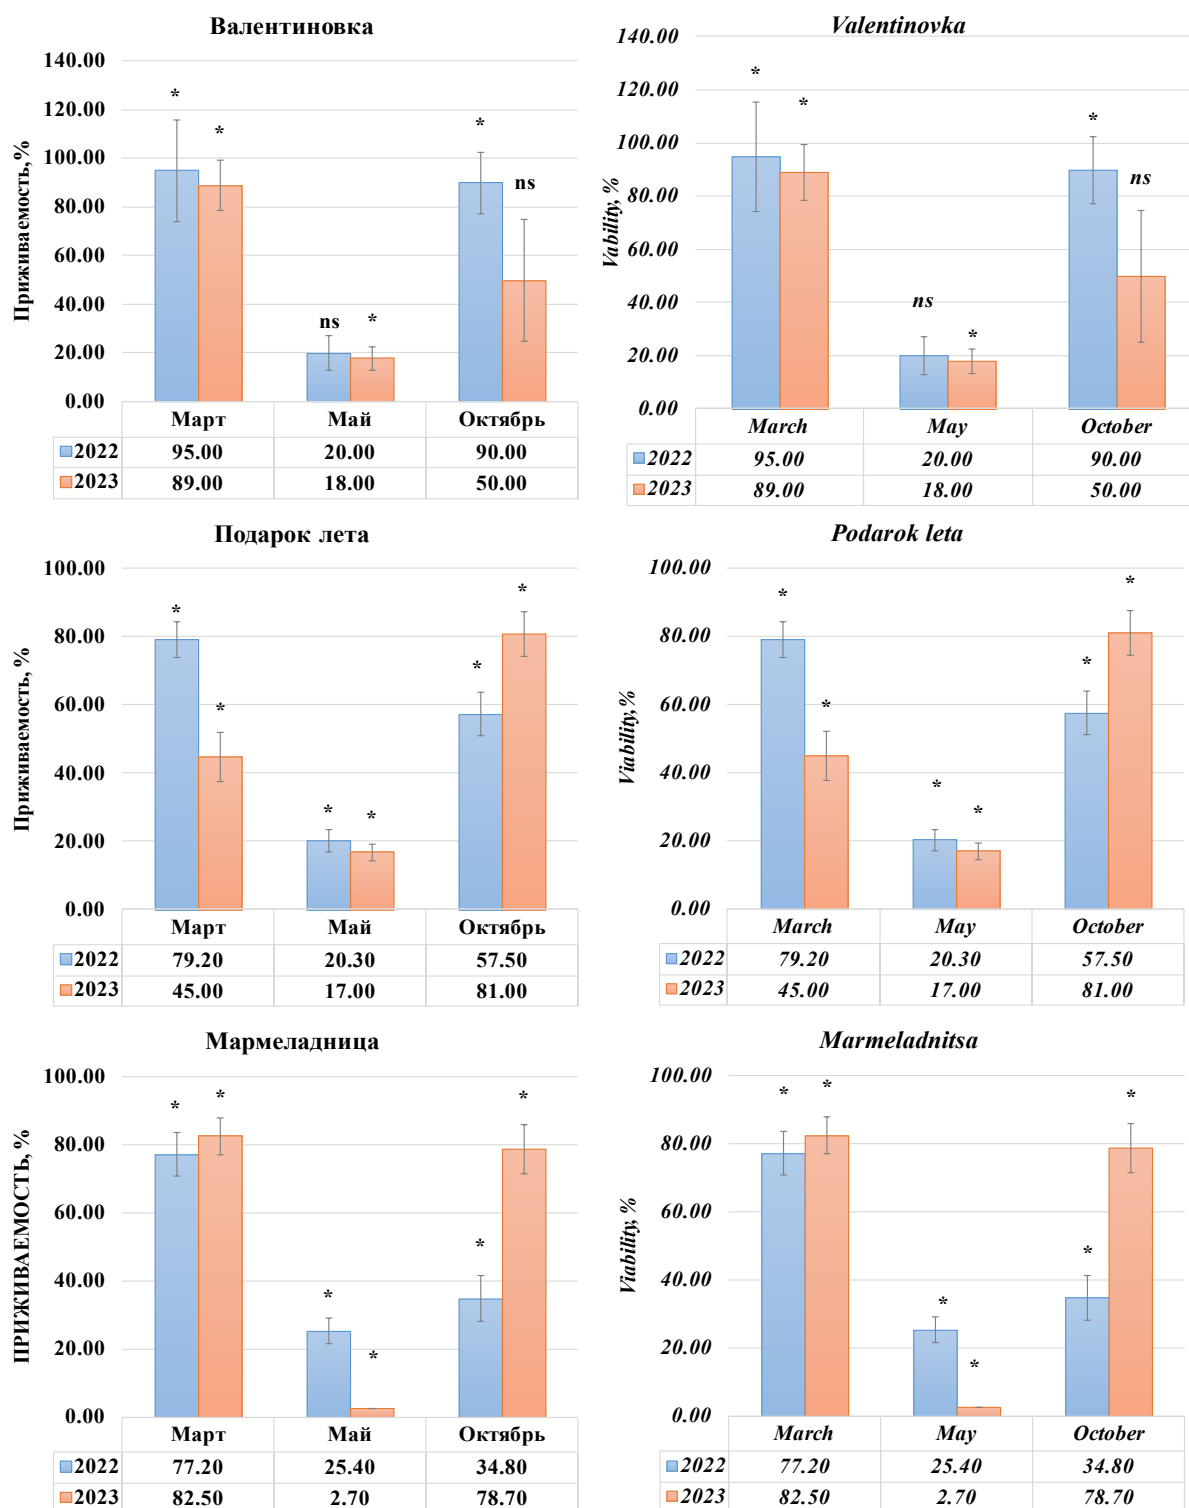 Валентиновка
140.00
120.00
100.00
80.00
60.00
40.00
20.00
0.00
Приживаемость,%
* * ns * * ns
Март Май Октябрь
2022 95.00 20.00 90.00
2023 89.00 18.00 50.00
Valentinovka
140.00
120.00
100.00
80.00
60.00
40.00
20.00
0.00
Vability,%
* * ns * * ns
March May October
2022 95.00 20.00 90.00
2023 89.00 18.00 50.00
Подарок лета
100.00
80.00
60.00
40.00
20.00
0.00
Приживаемость, %
* * * * * *
Март Май Октябрь
2022 79.20 20.30 57.50
2023 45.00 17.00 81.00
Podarok leta
100.00
80.00
60.00
40.00
20.00
0.00
Viability,%
* * * * * *
March May October
2022 79.20 20.30 57.50
2023 45.00 17.00 81.00
Мармеладница
100.00
80.00
60.00
40.00
20.00
0.00
ПРИЖИВАЕМОСТЬ, %
* * * * * *
Март Май Октябрь
2022 77.20 25.40 34.80
2023 82.50 2.70 78.70
Marmeladnitsa
100.00
80.00
60.00
40.00
20.00
0.00
Viability,%
* * * * * *
March May October
2022 77.20 25.40 34.80
2023 82.50 2.70 78.70